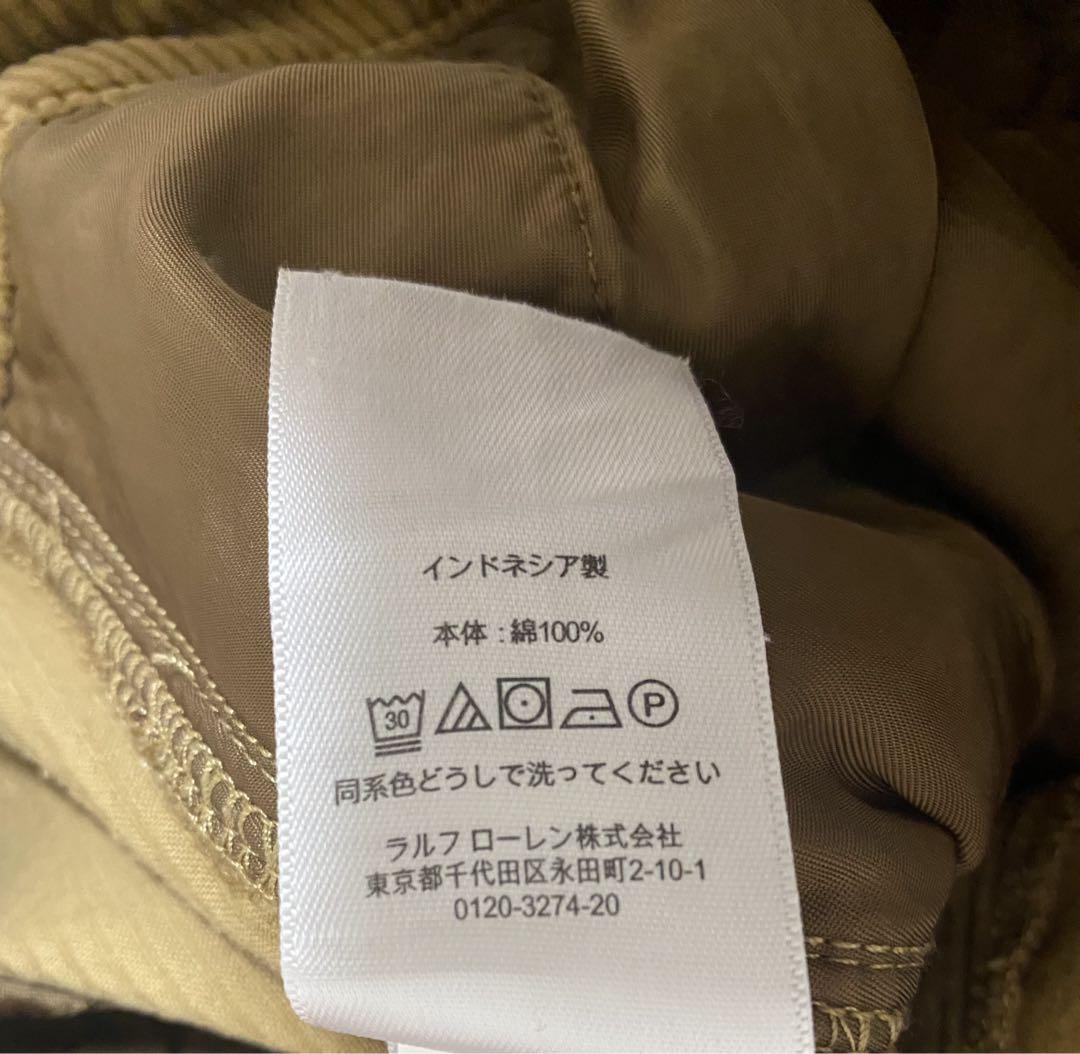 インドネシア製
本体 : 綿100%
30 P
同系色どうしで洗ってください
ラルフ ローレン株式会社
東京都千代田区永田町2-10-1
0120-3274-20